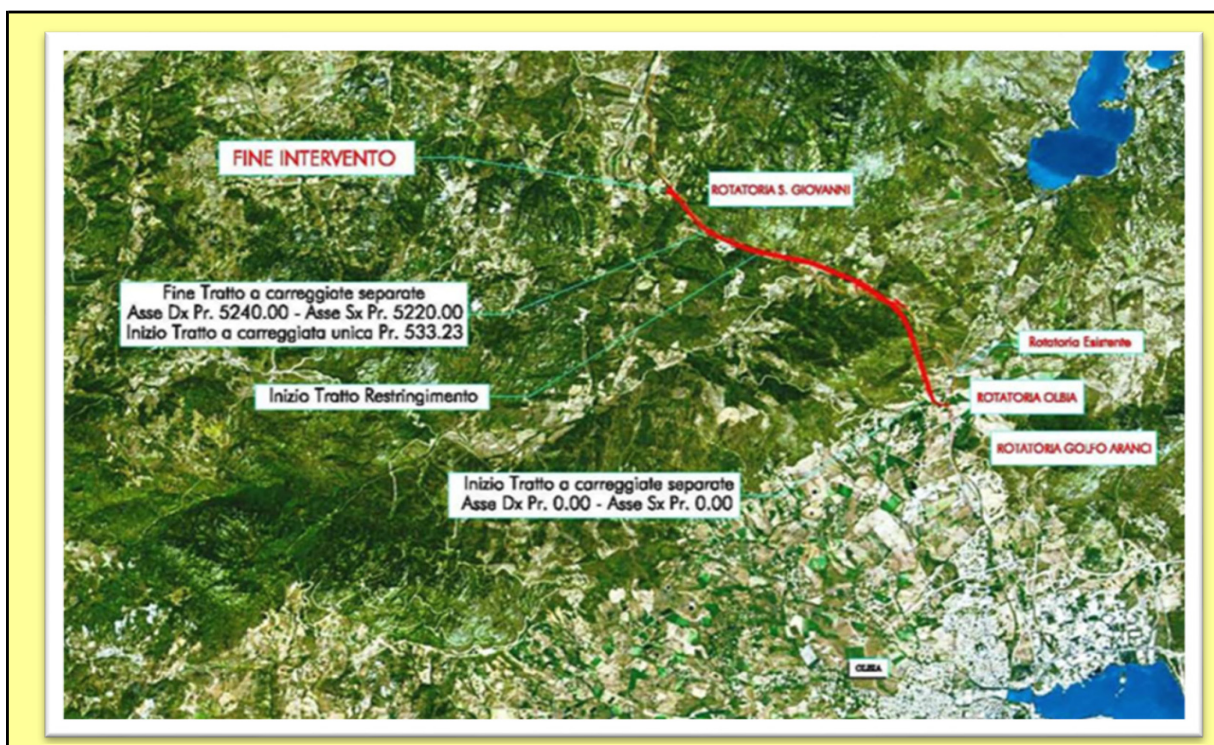 FINE INTERVENTO
ROTATORIA S. GIOVANNI
Fine Tratto a carreggiate separate
Asse Dx Pr. 5240.00 - Asse Sx Pr. 5220.00
Inizio Tratto a carreggiata unica Pr. 533.23
Rotatoria Esistente
Inizio Tratto Restringimento
ROTATORIA OLBIA
ROTATORIA GOLFO ARANCI
Inizio Tratto a carreggiate separate
Asse Dx Pr. 0.00 - Asse Sx Pr. 0.00
OLBIA